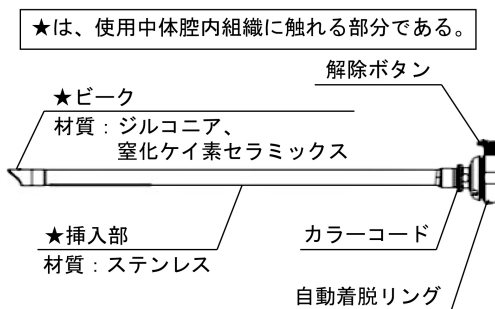 ★は、使用中体腔内組織に触れる部分である。
解除ボタン
★ビーク
材質：ジルコニア、
窒化ケイ素セラミックス
★挿入部
材質：ステンレス
カラーコード
自動着脱リング